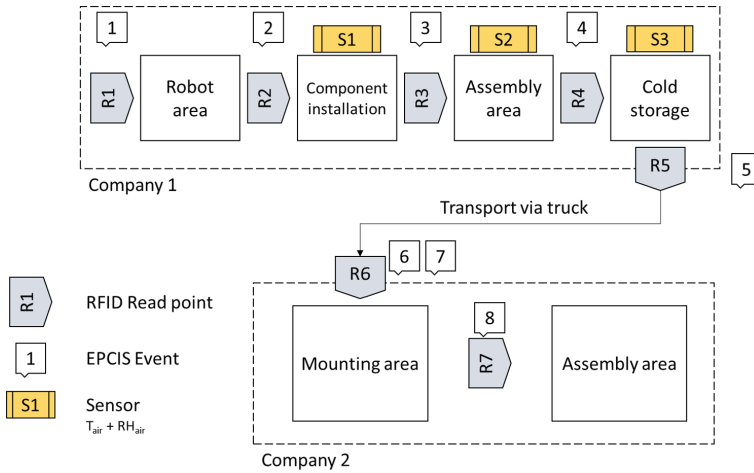 1
2
S1
3
S2
4
S3
R1
Robot
area
R2
Component
installation
R3
Assembly
area
R4
Cold
storage
R5
5
Company 1
Transport via truck
R6
6
7
R1
RFID Read point
8
1
EPCIS Event
Mounting area
R7
Assembly area
S1
Sensor
Tair + RHair
Company 2